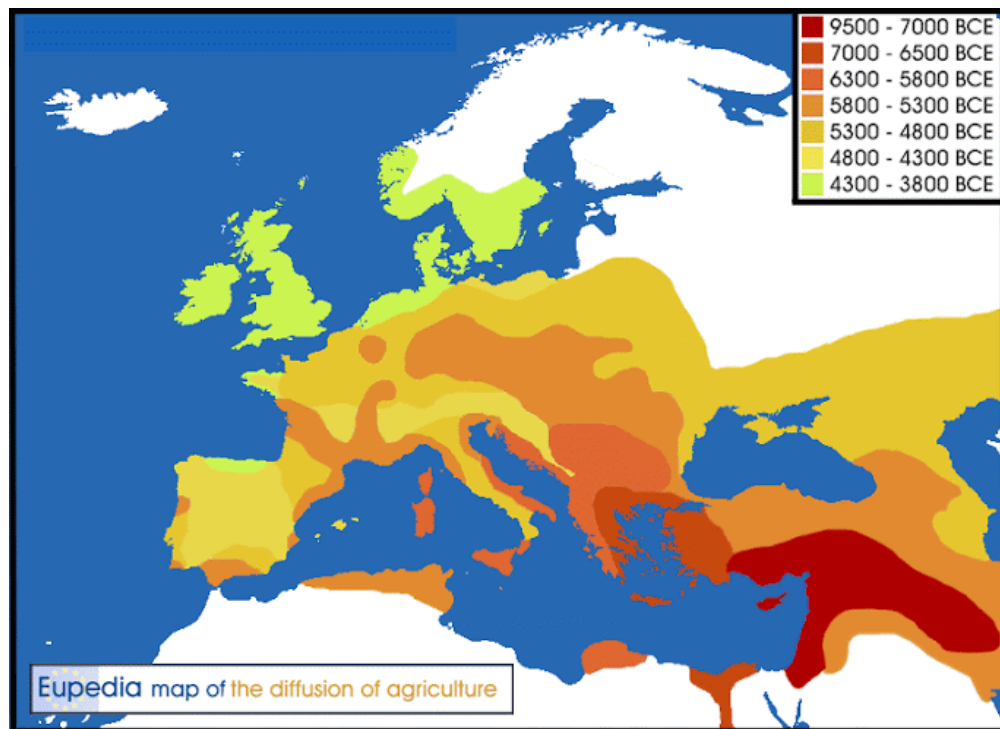 9500 - 7000 BCE
7000 - 6500 BCE
6300 - 5800 BCE
5800 - 5300 BCE
5300 - 4800 BCE
4800 - 4300 BCE
4300 - 3800 BCE
Eupedia map of the diffusion of agriculture